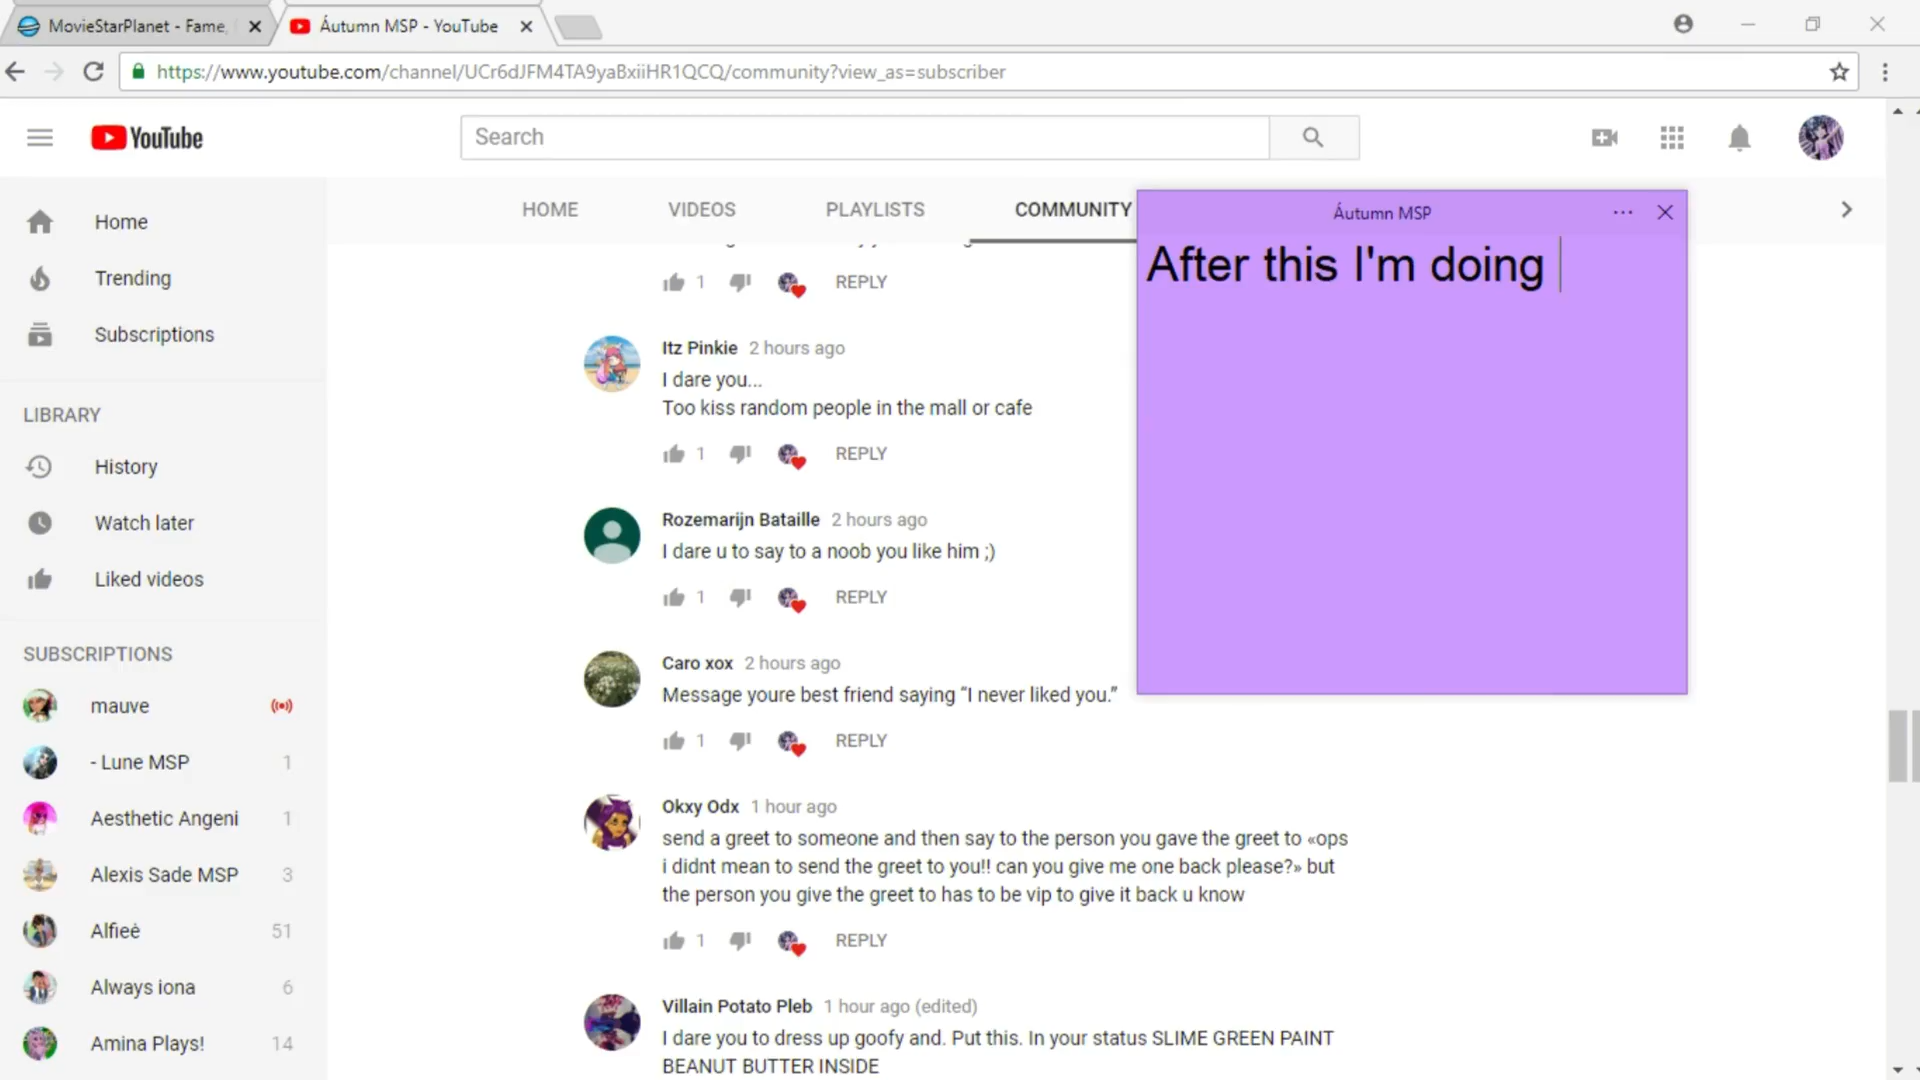 MovieStarPlanet - Fame,
Áutumn MSP - YouTube
https://www.youtube.com/channel/UCr6dJFM4TA9yaBxiiHR1QCQ/community?view_as=subscriber
YouTube
Search
HOME VIDEOS PLAYLISTS COMMUNITY
Áutumn MSP
After this I'm doing
Home
Trending
Subscriptions
LIBRARY
History
Watch later
Liked videos
SUBSCRIPTIONS
mauve
- Lune MSP 1
Aesthetic Angeni 1
Alexis Sade MSP 3
Alfieė 51
Always iona 6
Amina Plays! 14
1 REPLY
Itz Pinkie 2 hours ago
I dare you...
Too kiss random people in the mall or cafe
1 REPLY
Rozemarijn Bataille 2 hours ago
I dare u to say to a noob you like him ;)
1 REPLY
Caro xox 2 hours ago
Message youre best friend saying “I never liked you.”
1 REPLY
Okxy Odx 1 hour ago
send a greet to someone and then say to the person you gave the greet to «ops
i didnt mean to send the greet to you!! can you give me one back please?» but
the person you give the greet to has to be vip to give it back u know
1 REPLY
Villain Potato Pleb 1 hour ago (edited)
I dare you to dress up goofy and. Put this. In your status SLIME GREEN PAINT
BEANUT BUTTER INSIDE